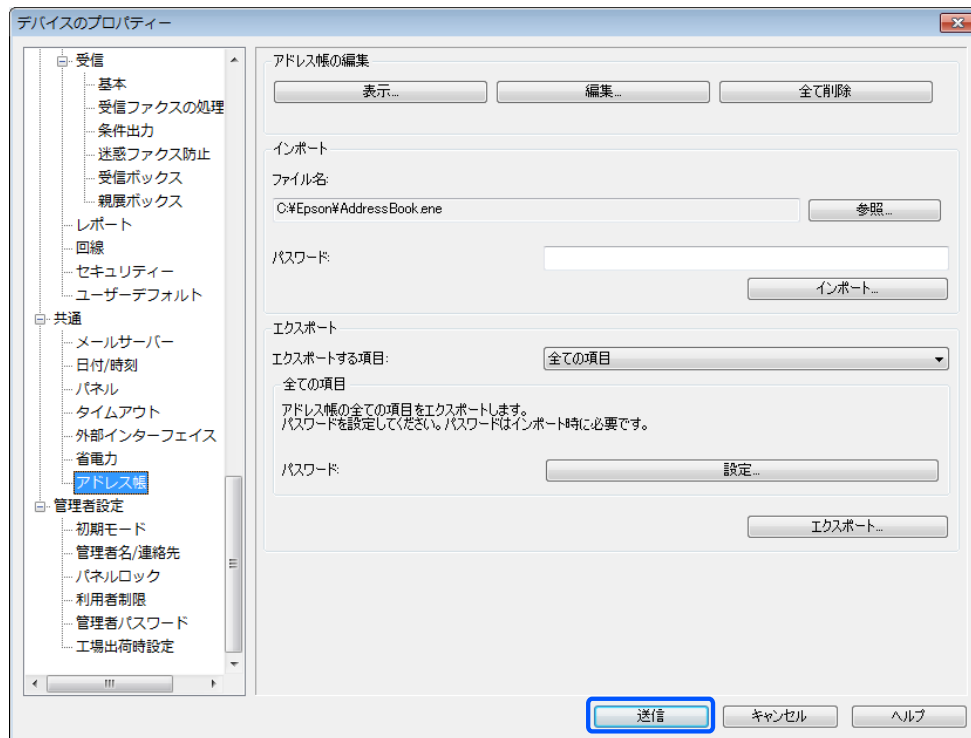 デバイスのプロパティー
受信
基本
受信ファクスの処理
条件出力
迷惑ファクス防止
受信ボックス
親展ボックス
レポート
回線
セキュリティー
ユーザーデフォルト
共通
メールサーバー
日付/時刻
パネル
タイムアウト
外部インターフェイス
省電力
アドレス帳
管理者設定
初期モード
管理者名/連絡先
パネルロック
利用者制限
管理者パスワード
工場出荷時設定
アドレス帳の編集
表示...
編集...
全て削除
インポート
ファイル名:
C:¥Epson¥AddressBook.ene
参照...
パスワード:
インポート...
エクスポート
エクスポートする項目:
全ての項目
全ての項目
アドレス帳の全ての項目をエクスポートします。
パスワードを設定してください。パスワードはインポート時に必要です。
パスワード:
設定...
エクスポート...
送信
キャンセル
ヘルプ